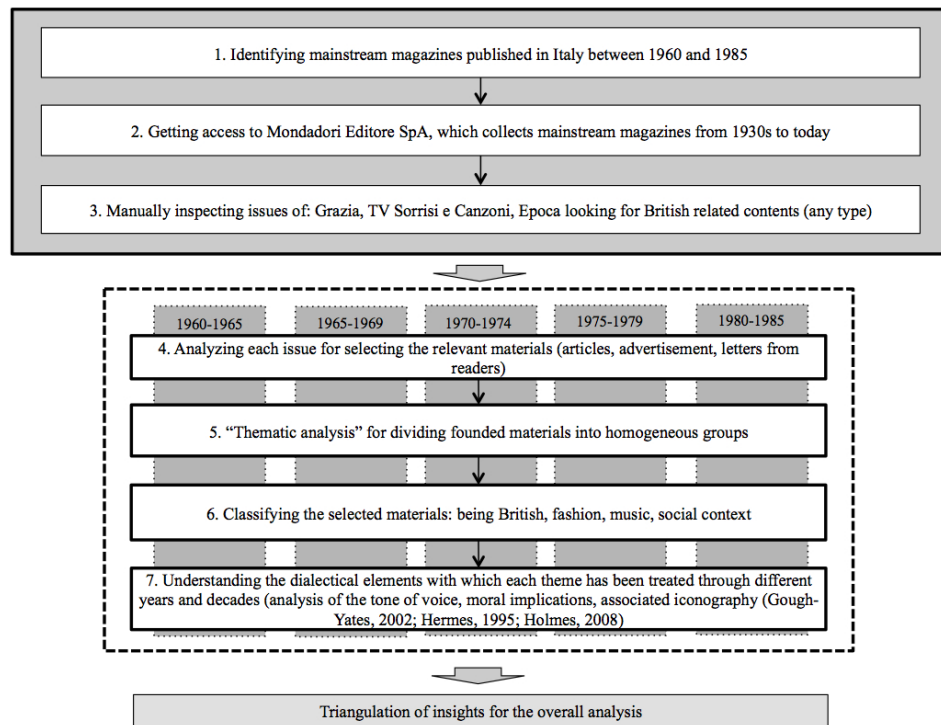 1. Identifying mainstream magazines published in Italy between 1960 and 1985
2. Getting access to Mondadori Editore SpA, which collects mainstream magazines from 1930s to today
3. Manually inspecting issues of: Grazia, TV Sorrisi e Canzoni, Epoca looking for British related contents (any type)
1960-1965 1965-1969 1970-1974 1975-1979 1980-1985
4. Analyzing each issue for selecting the relevant materials (articles, advertisement, letters from
readers)
5. “Thematic analysis” for dividing founded materials into homogeneous groups
6. Classifying the selected materials: being British, fashion, music, social context
7. Understanding the dialectical elements with which each theme has been treated through different
years and decades (analysis of the tone of voice, moral implications, associated iconography (Gough-
Yates, 2002; Hermes, 1995; Holmes, 2008)
Triangulation of insights for the overall analysis